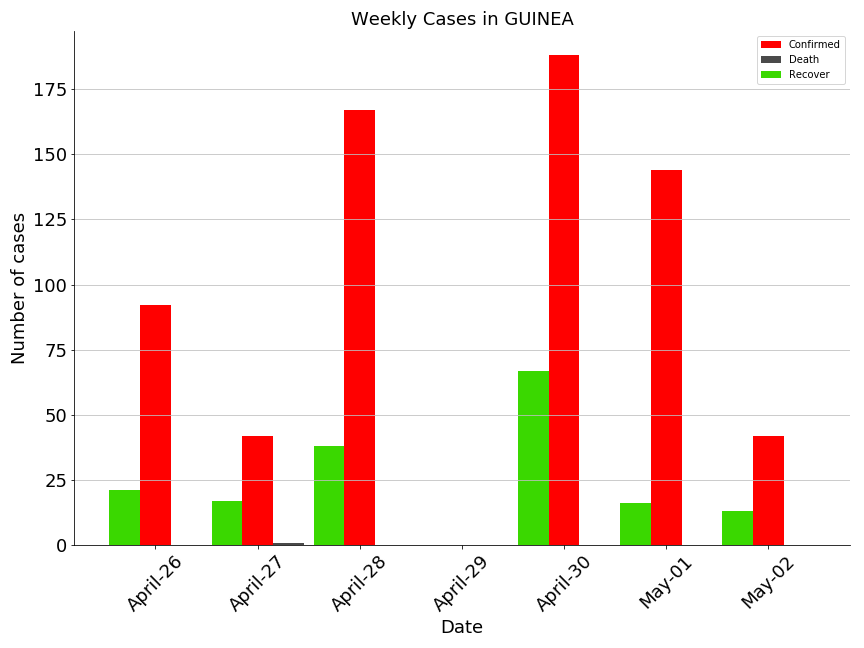 Weekly Cases in GUINEA
Confirmed
Death
Recover
Number of cases
175
150
125
100
75
50
25
0
April-26
April-27
April-28
April-29
April-30
May-01
May-02
Date